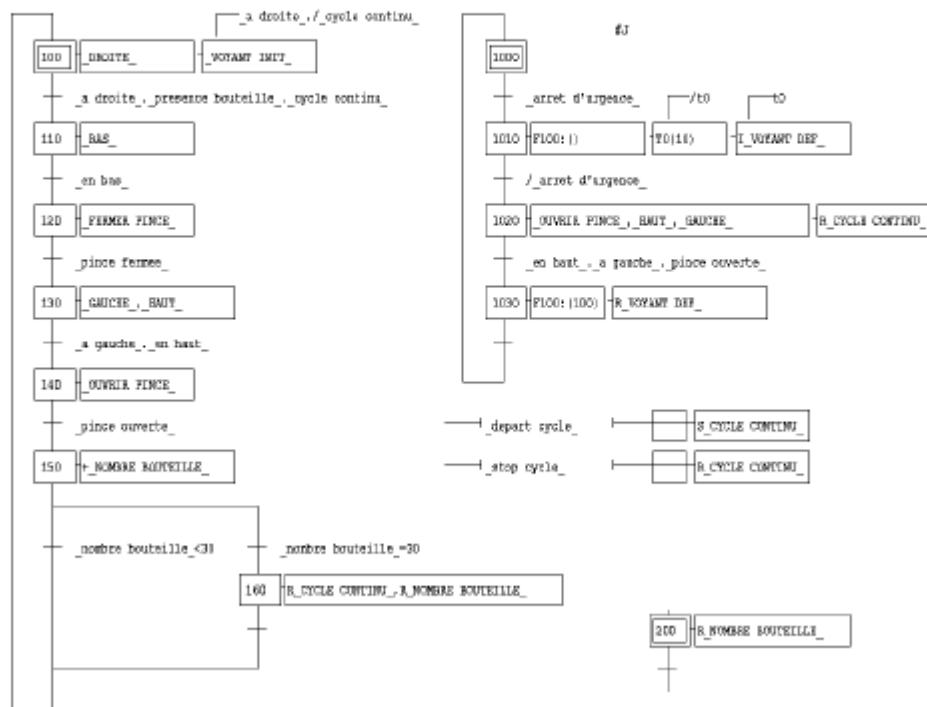 _a droite_./_cycle continu_
100 _DROITE_ _VOYANT INIT_
_a droite_._presence bouteille_._cycle continu_
110 _BAS_
_en bas_
120 _FERMER PINCE_
_pince fermee_
130 _GAUCHE_,_HAUT_
_a gauche_._en haut_
140 _OUVRIR PINCE_
_pince ouverte_
150 +_NOMBRE BOUTEILLE_
_nombre bouteille_<30
_nombre bouteille_=30
160 R_CYCLE CONTINU_,R_NOMBRE BOUTEILLE_
1000
_arret d'urgence_
/t0
t0
1010 F100:() T0(10) I_VOYANT DEF_
/_arret d'urgence_
1020 _OUVRIR PINCE_,_HAUT_,_GAUCHE_ R_CYCLE CONTINU_
_en haut_._a gauche_._pince ouverte_
1030 F100:(100) R_VOYANT DEF_
_depart cycle_ S_CYCLE CONTINU_
_stop cycle_ R_CYCLE CONTINU_
200 R_NOMBRE BOUTEILLE_